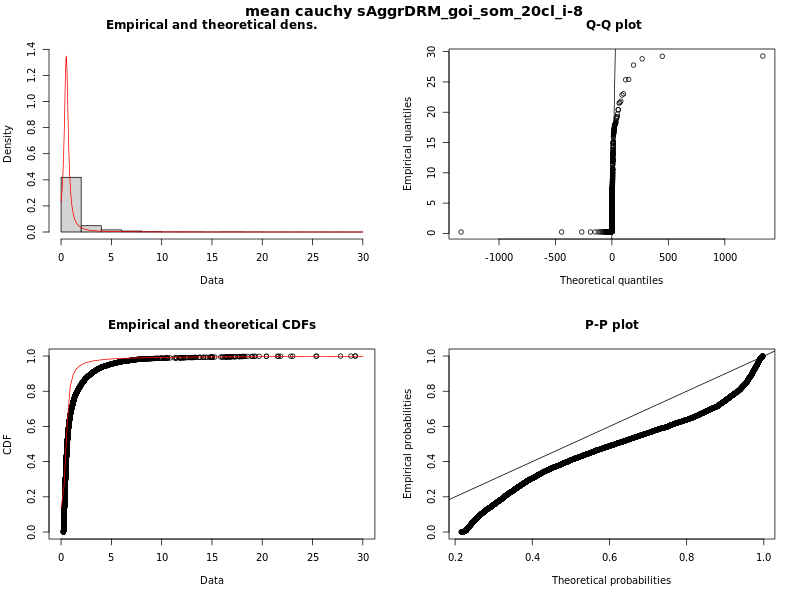 mean cauchy sAggrDRM_goi_som_20cl_i-8
Empirical and theoretical dens.
Density
0.0 0.2 0.4 0.6 0.8 1.0 1.2 1.4
0 5 10 15 20 25 30
Data
Q-Q plot
Empirical quantiles
0 5 10 15 20 25 30
-1000 -500 0 500 1000
Theoretical quantiles
Empirical and theoretical CDFs
CDF
0.0 0.2 0.4 0.6 0.8 1.0
0 5 10 15 20 25 30
Data
P-P plot
Empirical probabilities
0.0 0.2 0.4 0.6 0.8 1.0
0.2 0.4 0.6 0.8 1.0
Theoretical probabilities